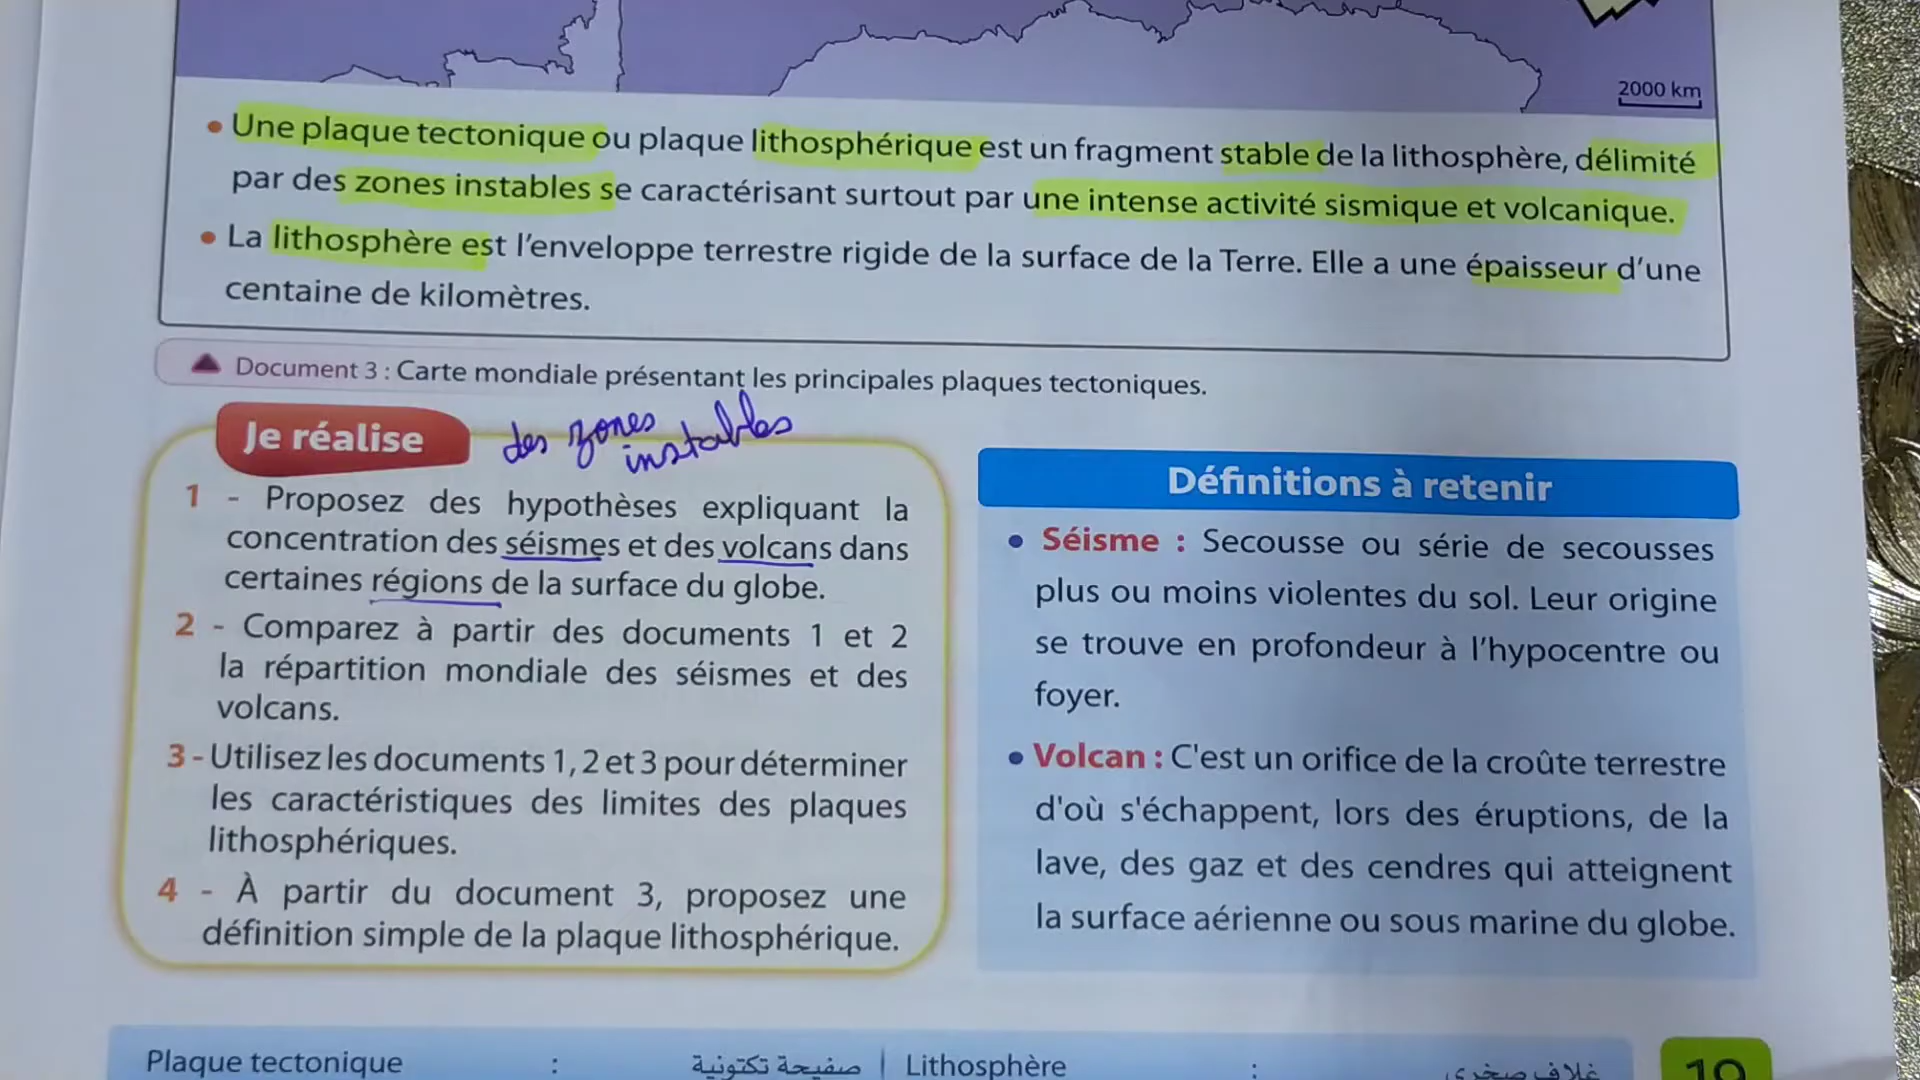 2000 km
• Une plaque tectonique ou plaque lithosphérique est un fragment stable de la lithosphère, délimité
par des zones instables se caractérisant surtout par une intense activité sismique et volcanique.
• La lithosphère est l'enveloppe terrestre rigide de la surface de la Terre. Elle a une épaisseur d'une
centaine de kilomètres.
Document 3 : Carte mondiale présentant les principales plaques tectoniques.
Je réalise
des zones
instables
1 - Proposez des hypothèses expliquant la
concentration des séismes et des volcans dans
certaines régions de la surface du globe.
2 - Comparez à partir des documents 1 et 2
la répartition mondiale des séismes et des
volcans.
3 - Utilisez les documents 1, 2 et 3 pour déterminer
les caractéristiques des limites des plaques
lithosphériques.
4 - À partir du document 3, proposez une
définition simple de la plaque lithosphérique.
Définitions à retenir
• Séisme : Secousse ou série de secousses
plus ou moins violentes du sol. Leur origine
se trouve en profondeur à l'hypocentre ou
foyer.
• Volcan : C'est un orifice de la croûte terrestre
d'où s'échappent, lors des éruptions, de la
lave, des gaz et des cendres qui atteignent
la surface aérienne ou sous marine du globe.
Plaque tectonique : صفيحة تكتونية | Lithosphère : غلاف صخري
19